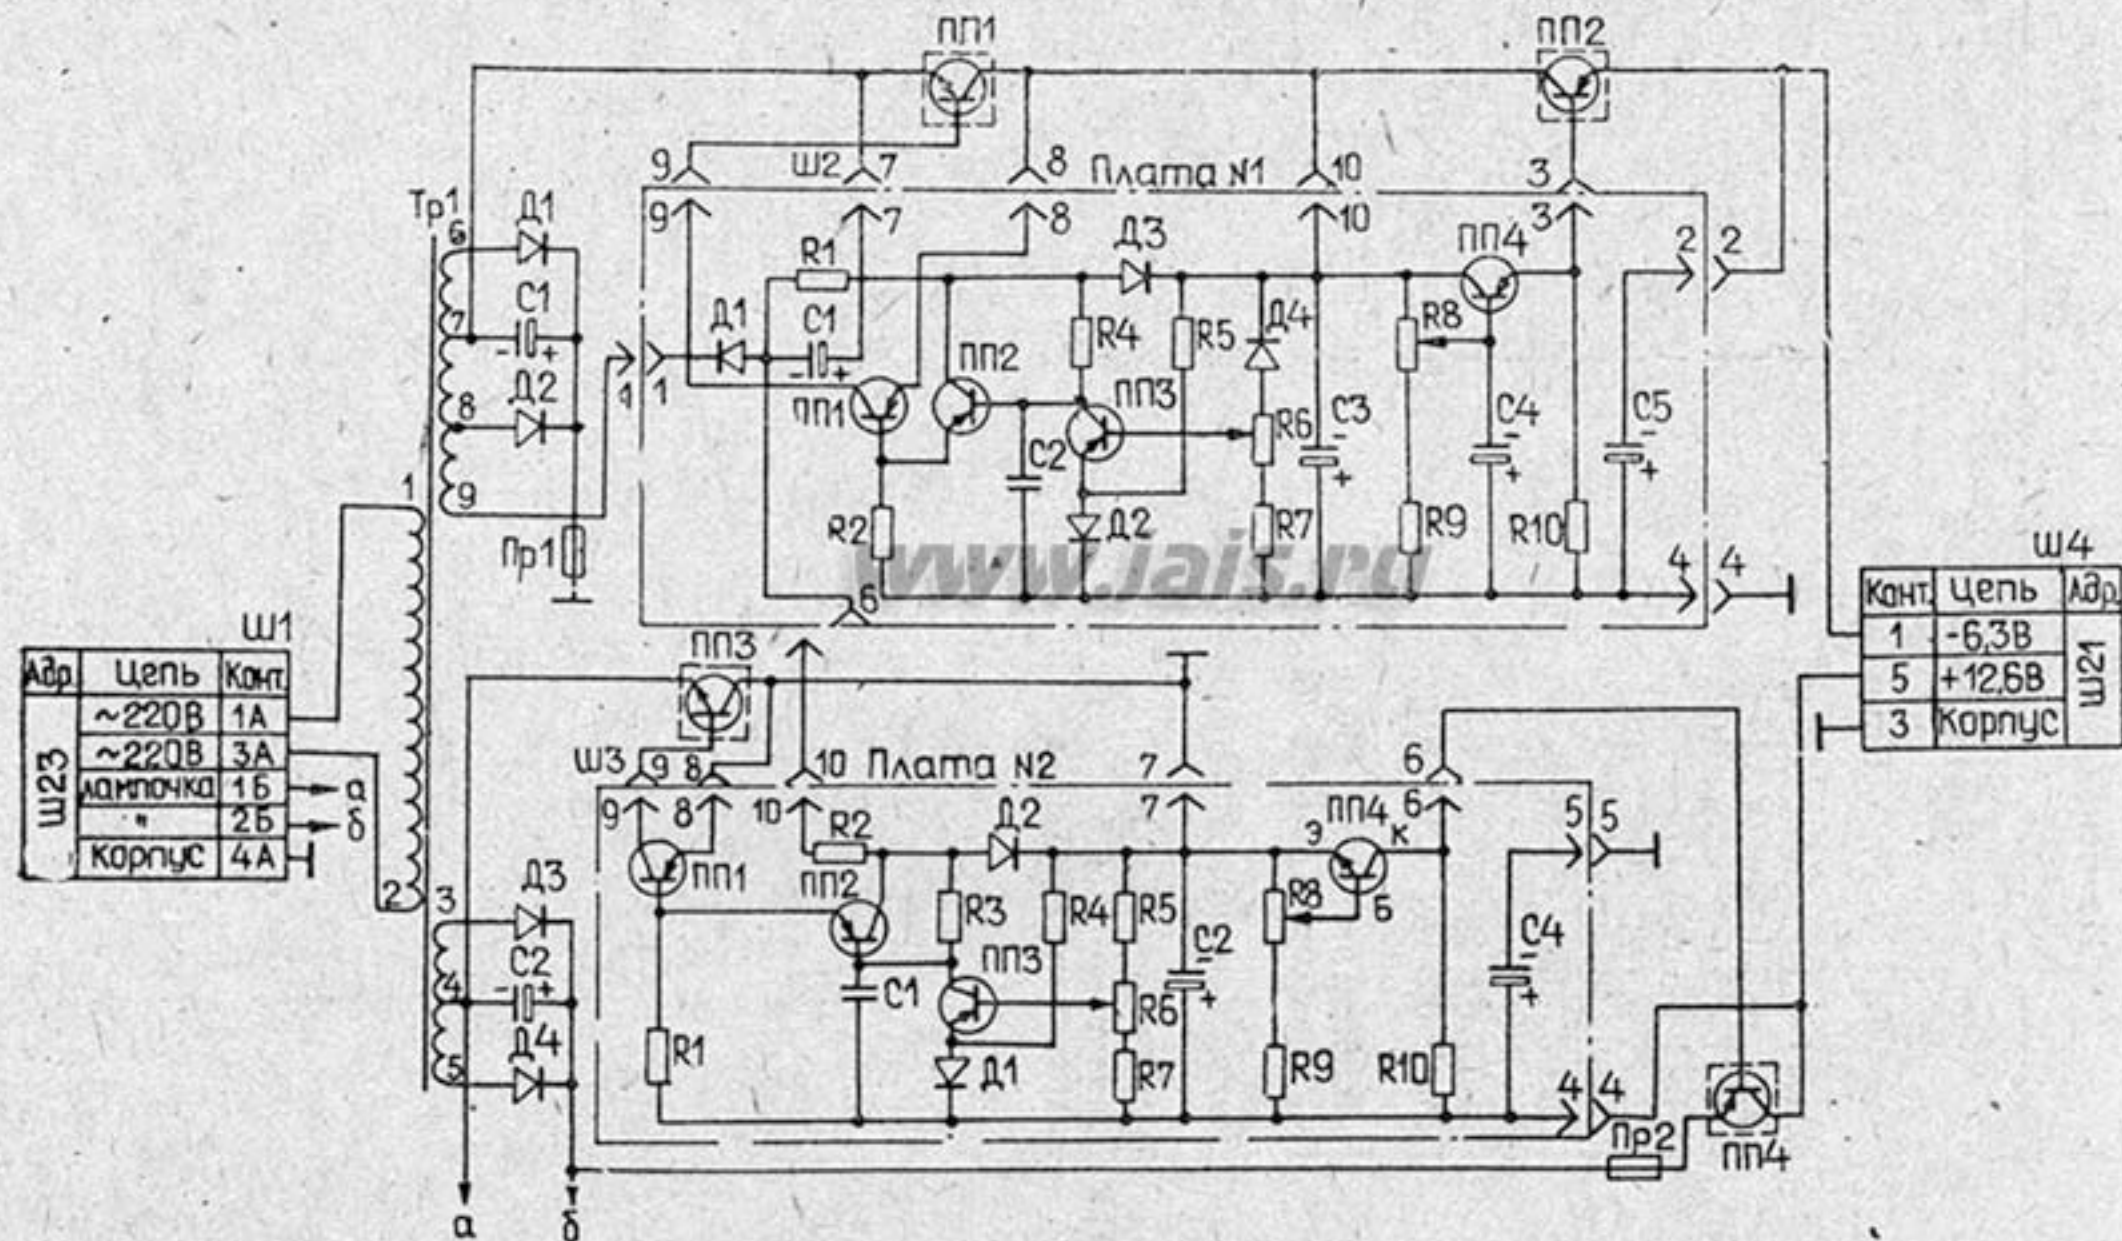 ПП1
ПП2
9 Ш2 7 8 Плата N1 10 3
9 7 8 10 3
Тр1
6 Д1
R1 Д3 ПП4 2 2
7 С1
- +
Д1 С1 R4 R5 Д4 R8
- +
1 1
ПП1 ПП2 ПП3
8 Д2
R6 С3 С4 С5
- + - + - +
С2
9
Пр1
R2 Д2 R7 R9 R10
www.jais.ru
6 4 4
1
2
Ш1
Адр. Цепь Конт.
Ш23
~220В 1А
~220В 3А
лампочка 1Б а
" 2Б б
корпус 4А
Ш4
Конт. Цепь Адр.
1 -6,3В
5 +12,6В
3 Корпус
Ш21
ПП3
Ш3 9 8 10 Плата N2 7 6
9 8 10 7 6
R2 Д2 ПП4 5 5
Э К
Б
ПП1 ПП2
3 Д3
R3 R4 R5 R8
4 С2
- +
С1 ПП3 R6 С2 С4
- + - +
5 Д4
R1 Д1 R7 R9 R10
4 4
Пр2 ПП4
а б